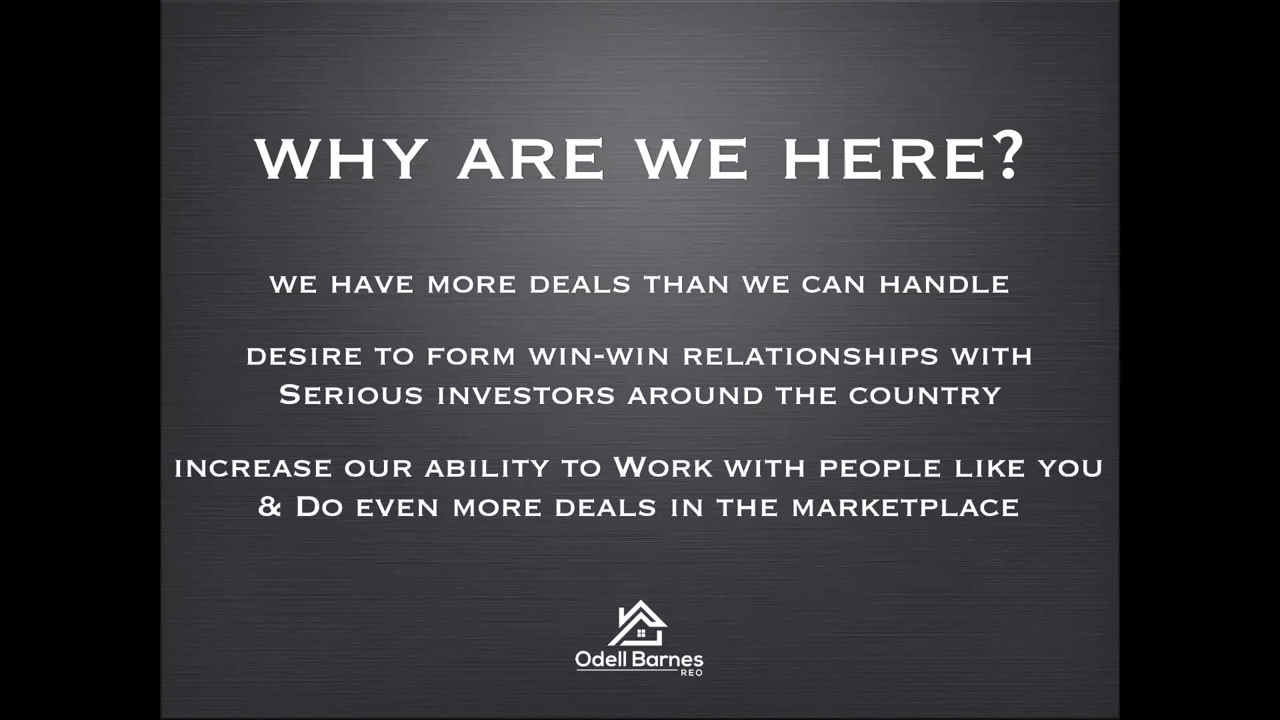 WHY ARE WE HERE?
WE HAVE MORE DEALS THAN WE CAN HANDLE
DESIRE TO FORM WIN-WIN RELATIONSHIPS WITH
SERIOUS INVESTORS AROUND THE COUNTRY
INCREASE OUR ABILITY TO WORK WITH PEOPLE LIKE YOU
& DO EVEN MORE DEALS IN THE MARKETPLACE
Odell Barnes
REO